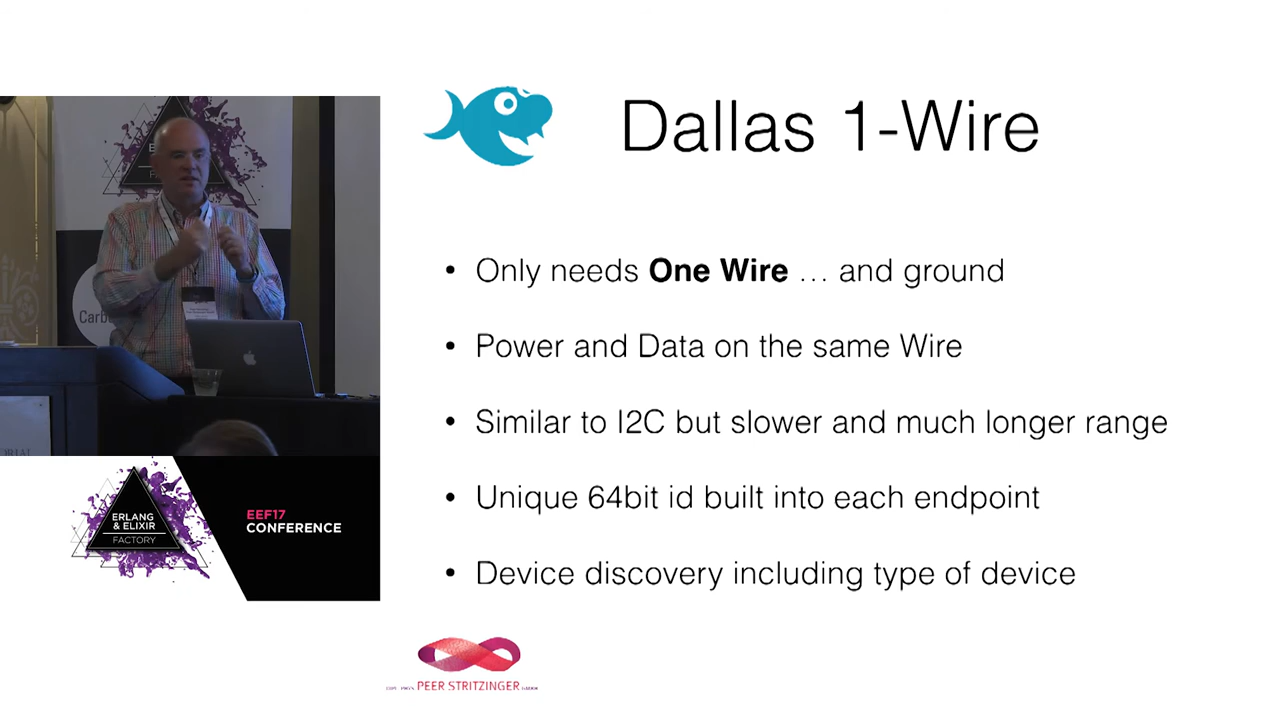 Dallas 1-Wire
• Only needs One Wire … and ground
• Power and Data on the same Wire
• Similar to I2C but slower and much longer range
• Unique 64bit id built into each endpoint
• Device discovery including type of device
Carb
ORIAL
ERLANG
& ELIXIR
FACTORY
EEF17
CONFERENCE
PEER STRITZINGER